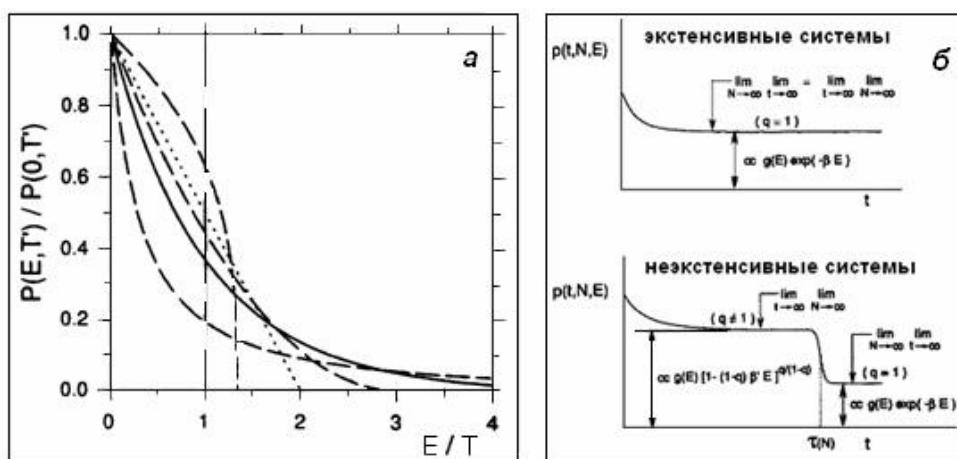 a
P(E,T') / P(0,T')
1.0
0.8
0.6
0.4
0.2
0.0
0 1 2 3 4
E / T
б
экстенсивные системы
p(t,N,E)
lim lim = lim lim
N→∞ t→∞ t→∞ N→∞
(q = 1)
∝ g(E) exp(-β E)
t
неэкстенсивные системы
p(t,N,E)
(q ≠ 1)
lim lim
t→∞ N→∞
lim lim
N→∞ t→∞
(q = 1)
∝ g(E) [1- (1-q) β' E]^q/(1-q)
∝ g(E) exp(-β E)
τ(N) t